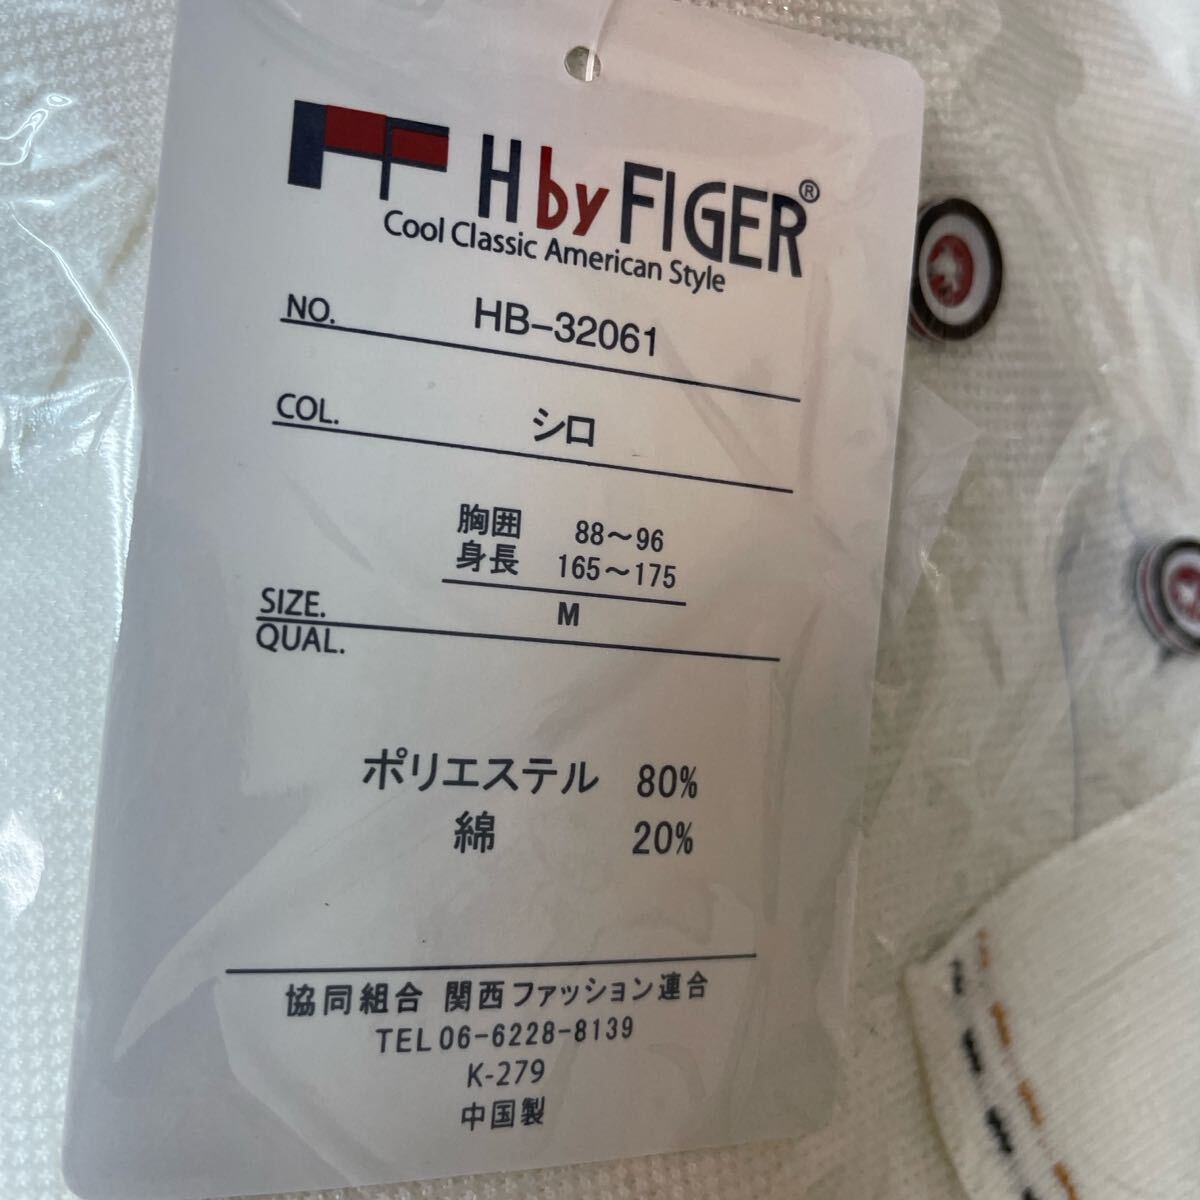 H by FIGER®
Cool Classic American Style
NO. HB-32061
COL. シロ
胸囲 88～96
身長 165～175
SIZE. M
QUAL.
ポリエステル 80%
綿 20%
協同組合 関西ファッション連合
TEL 06-6228-8139
K-279
中国製